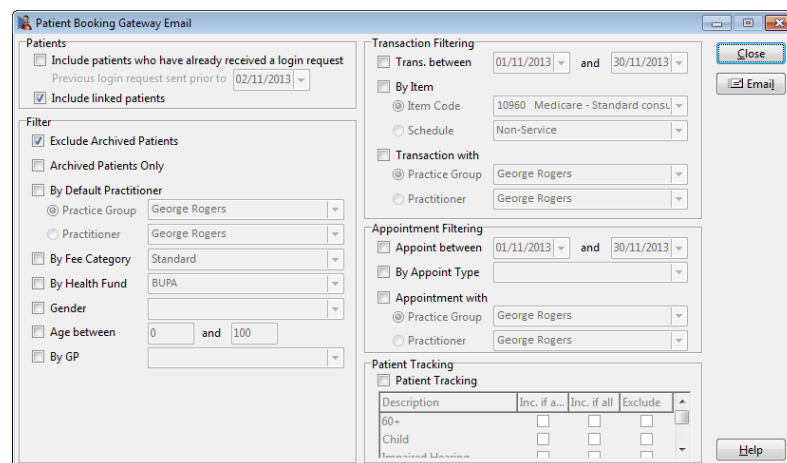 Patient Booking Gateway Email
Patients
Include patients who have already received a login request
Previous login request sent prior to 02/11/2013
Include linked patients
Filter
Exclude Archived Patients
Archived Patients Only
By Default Practitioner
Practice Group George Rogers
Practitioner George Rogers
By Fee Category Standard
By Health Fund BUPA
Gender
Age between 0 and 100
By GP
Transaction Filtering
Trans. between 01/11/2013 and 30/11/2013
By Item
Item Code 10960 Medicare - Standard consu
Schedule Non-Service
Transaction with
Practice Group George Rogers
Practitioner George Rogers
Appointment Filtering
Appoint between 01/11/2013 and 30/11/2013
By Appoint Type
Appointment with
Practice Group George Rogers
Practitioner George Rogers
Patient Tracking
Patient Tracking
Description Inc. if a... Inc. if all Exclude
60+
Child
Impaired Hearing
Close
Email
Help